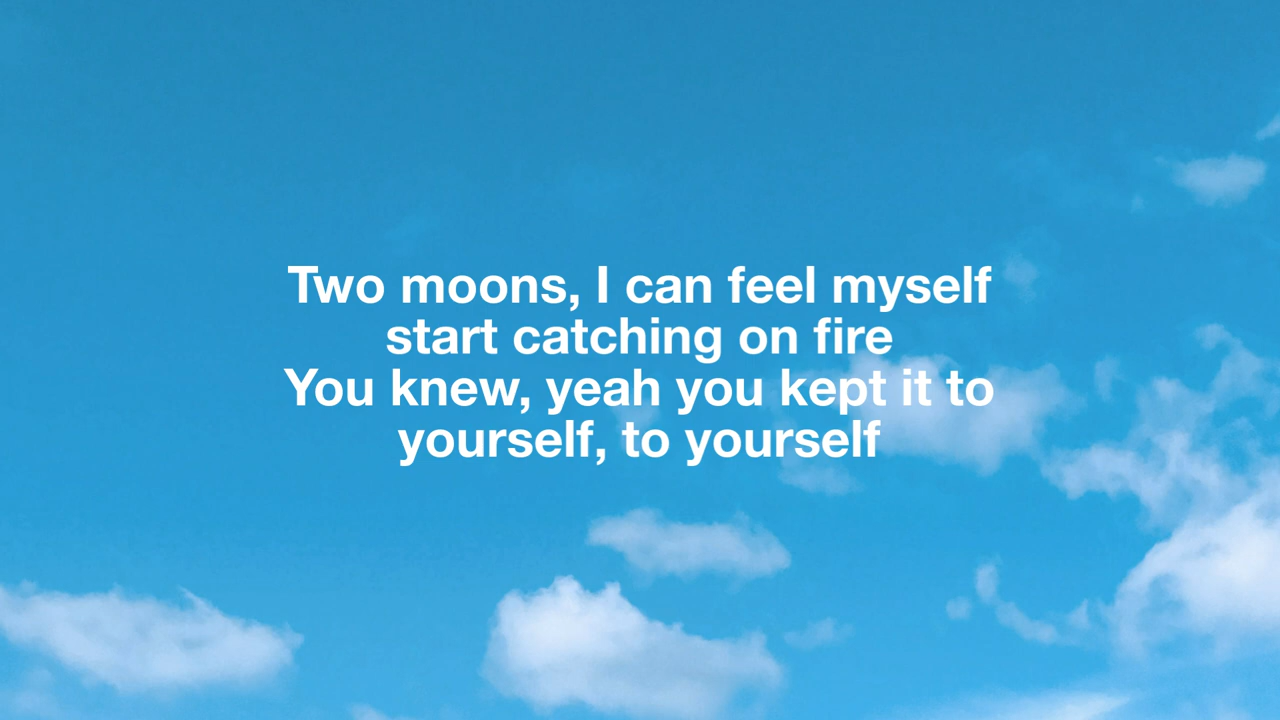 Two moons, I can feel myself
start catching on fire
You knew, yeah you kept it to
yourself, to yourself